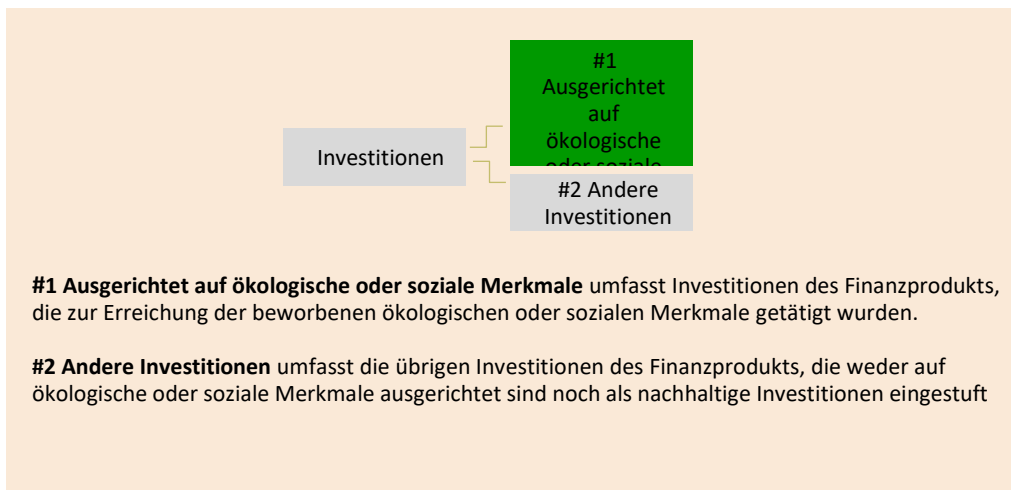 #1
Ausgerichtet
auf
ökologische
oder soziale
Investitionen
#2 Andere
Investitionen
#1 Ausgerichtet auf ökologische oder soziale Merkmale umfasst Investitionen des Finanzprodukts,
die zur Erreichung der beworbenen ökologischen oder sozialen Merkmale getätigt wurden.
#2 Andere Investitionen umfasst die übrigen Investitionen des Finanzprodukts, die weder auf
ökologische oder soziale Merkmale ausgerichtet sind noch als nachhaltige Investitionen eingestuft